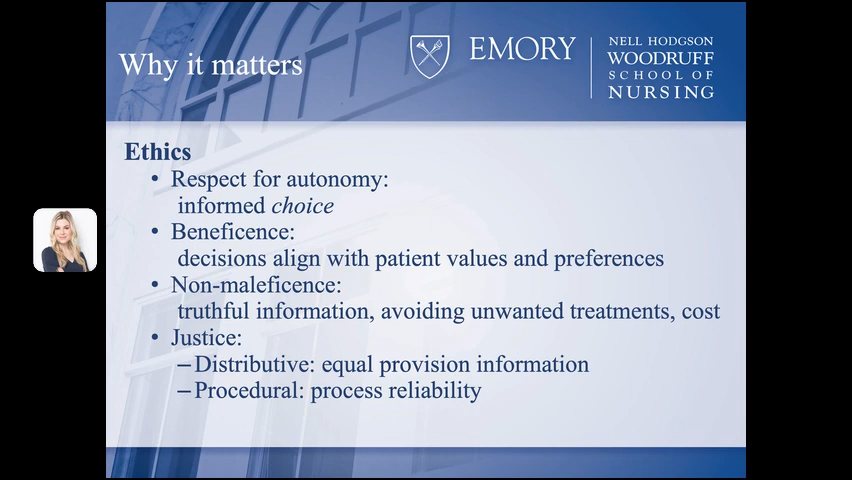 Why it matters
EMORY
NELL HODGSON
WOODRUFF
SCHOOL OF
NURSING
Ethics
• Respect for autonomy:
informed choice
• Beneficence:
decisions align with patient values and preferences
• Non-maleficence:
truthful information, avoiding unwanted treatments, cost
• Justice:
– Distributive: equal provision information
– Procedural: process reliability